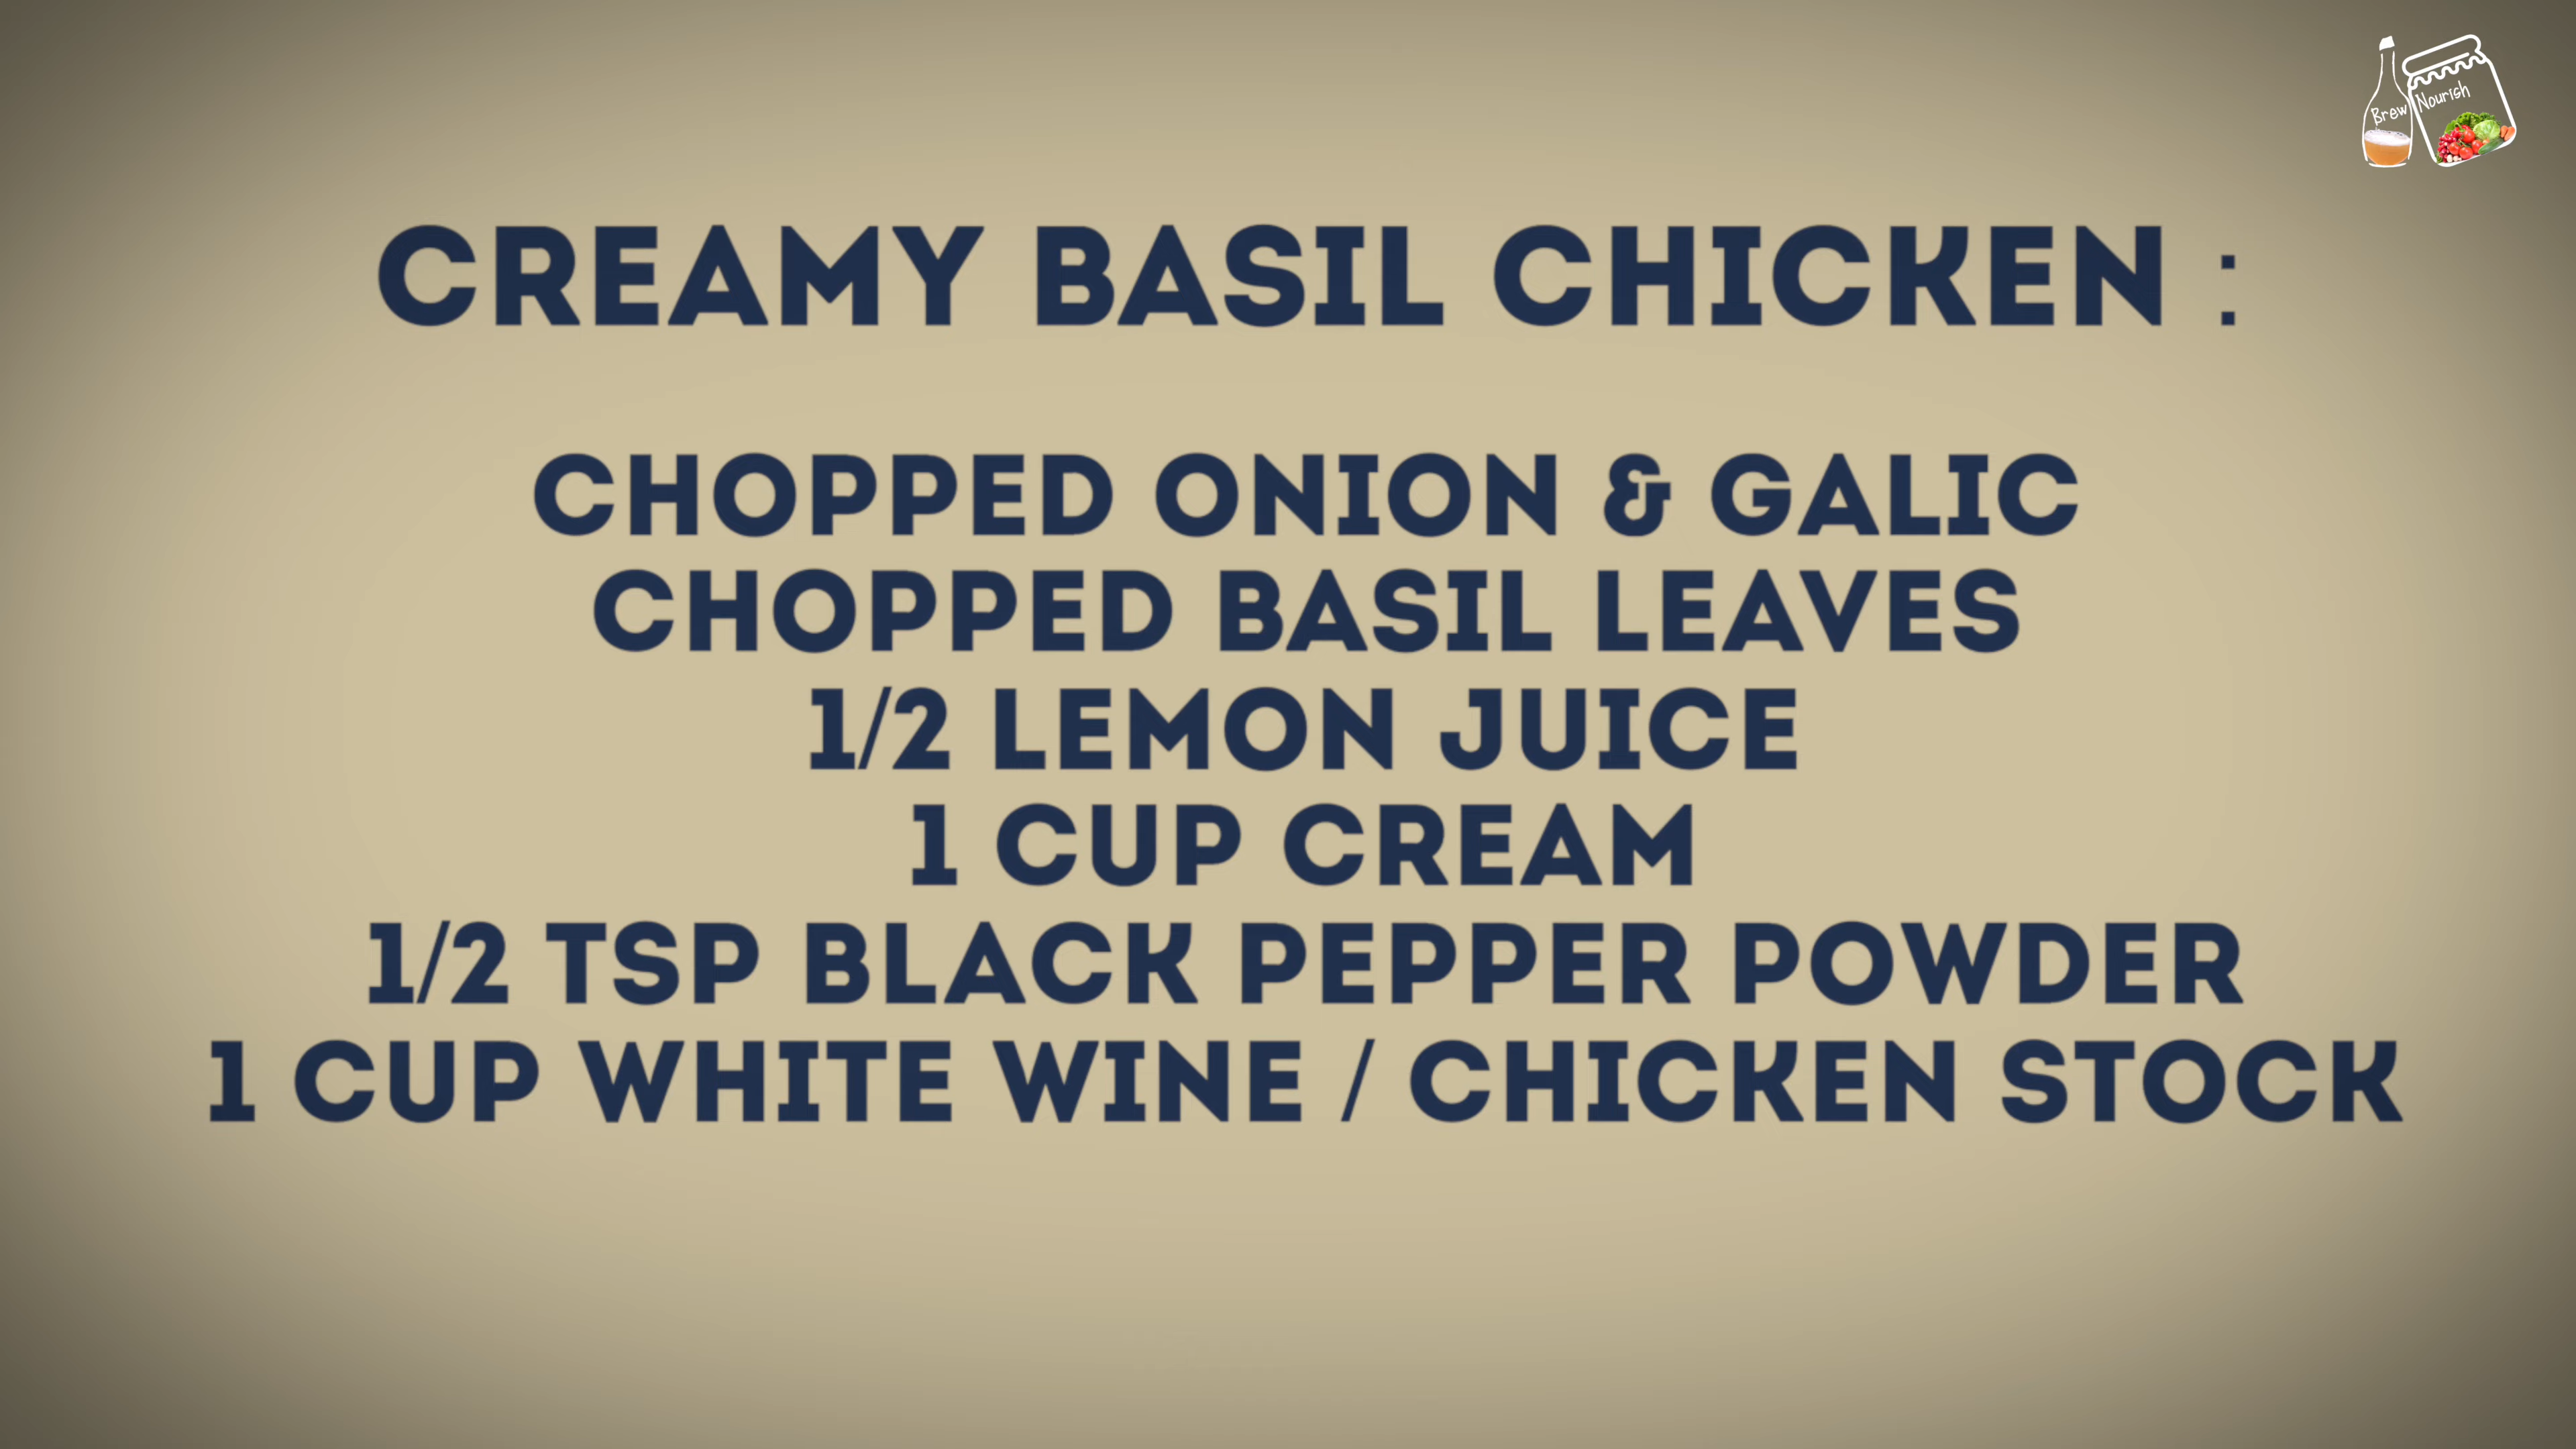 Brew Nourish
CREAMY BASIL CHICKEN :
CHOPPED ONION & GALIC
CHOPPED BASIL LEAVES
1/2 LEMON JUICE
1 CUP CREAM
1/2 TSP BLACK PEPPER POWDER
1 CUP WHITE WINE / CHICKEN STOCK